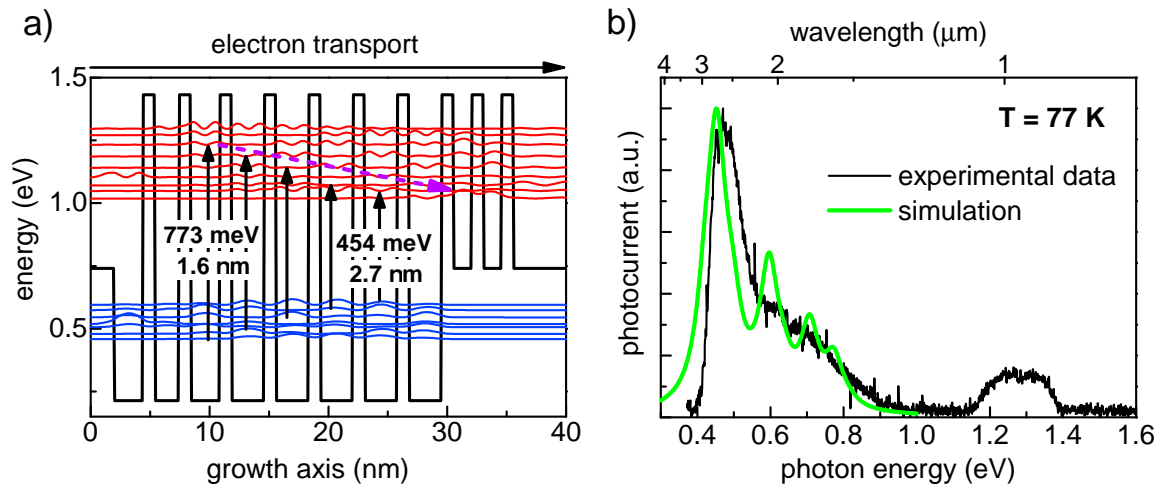 a)
electron transport
1.5
1.0
0.5
energy (eV)
773 meV
1.6 nm
454 meV
2.7 nm
0 10 20 30 40
growth axis (nm)
b)
wavelength (μm)
4 3 2 1
T = 77 K
experimental data
simulation
photocurrent (a.u.)
0.4 0.6 0.8 1.0 1.2 1.4 1.6
photon energy (eV)